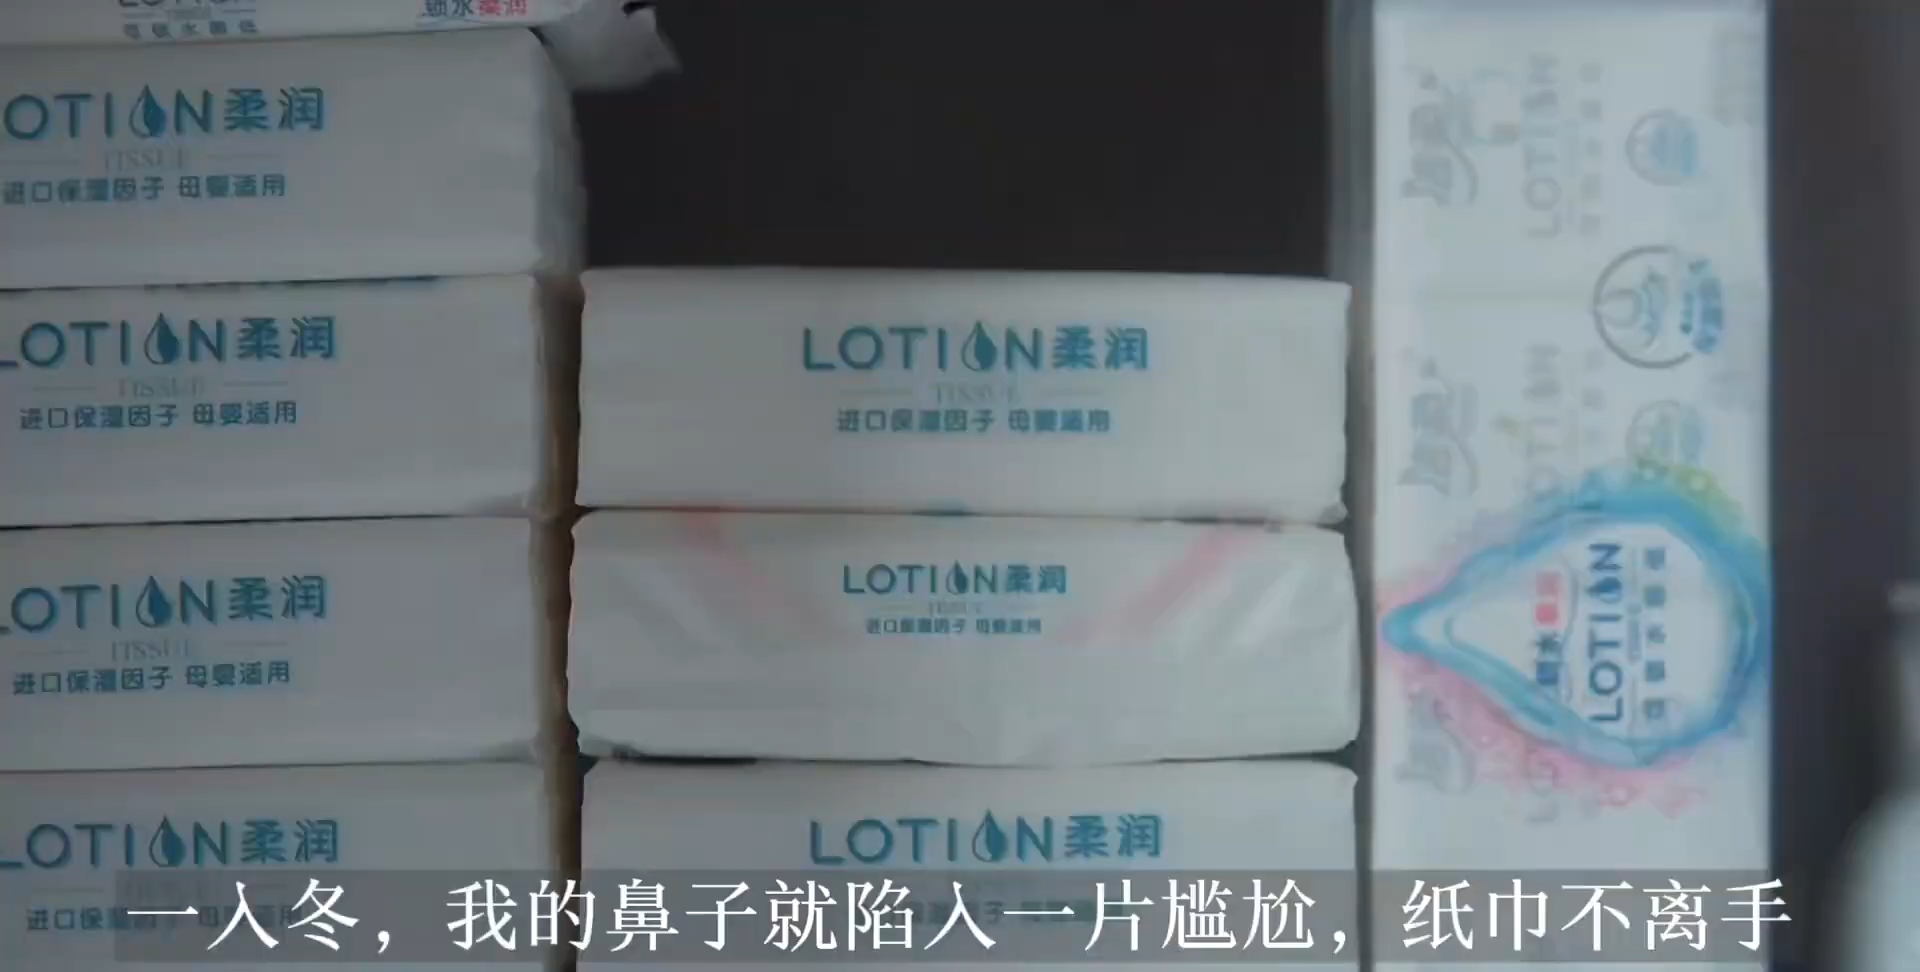 锁水柔润
LOTION柔润
TISSUE
进口保湿因子 母婴适用
LOTION柔润
TISSUE
进口保湿因子 母婴适用
LOTION柔润
TISSUE
进口保湿因子 母婴适用
LOTION柔润
LOTION柔润
TISSUE
进口保湿因子 母婴适用
LOTION柔润
TISSUE
进口保湿因子 母婴适用
LOTION柔润
LOTION
一入冬，我的鼻子就陷入一片尴尬，纸巾不离手